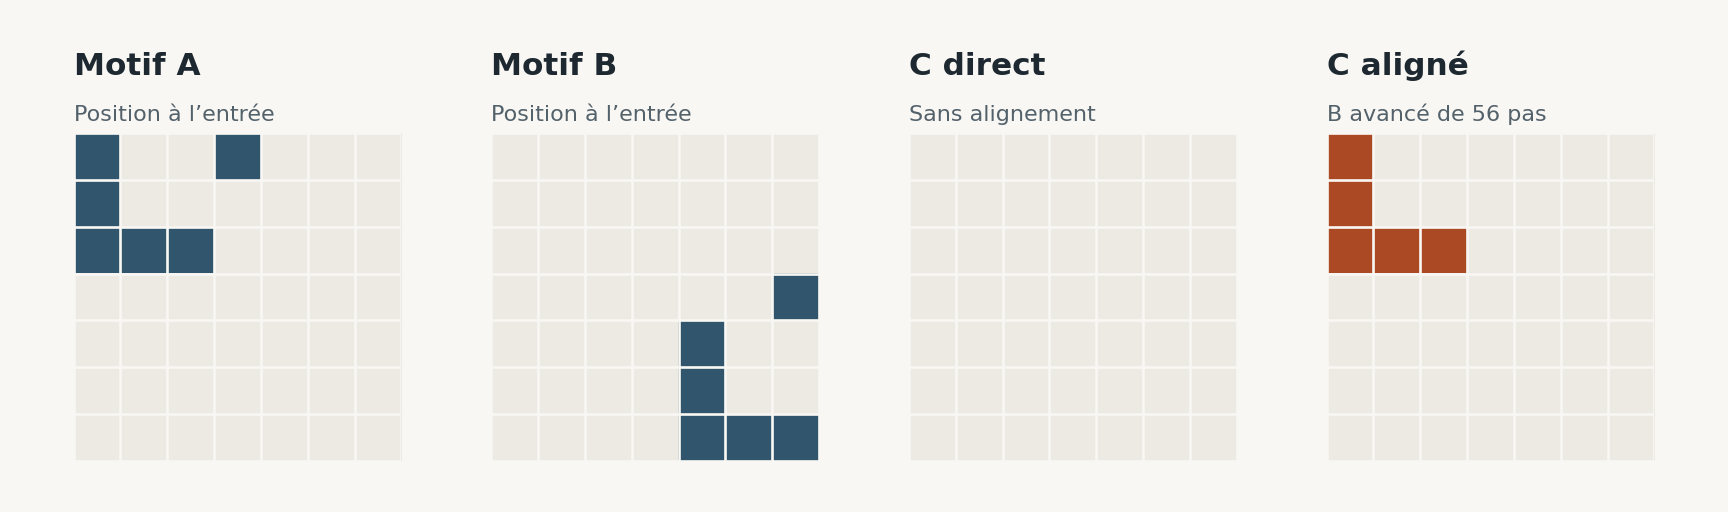 Motif A
Position à l’entrée
Motif B
Position à l’entrée
C direct
Sans alignement
C aligné
B avancé de 56 pas